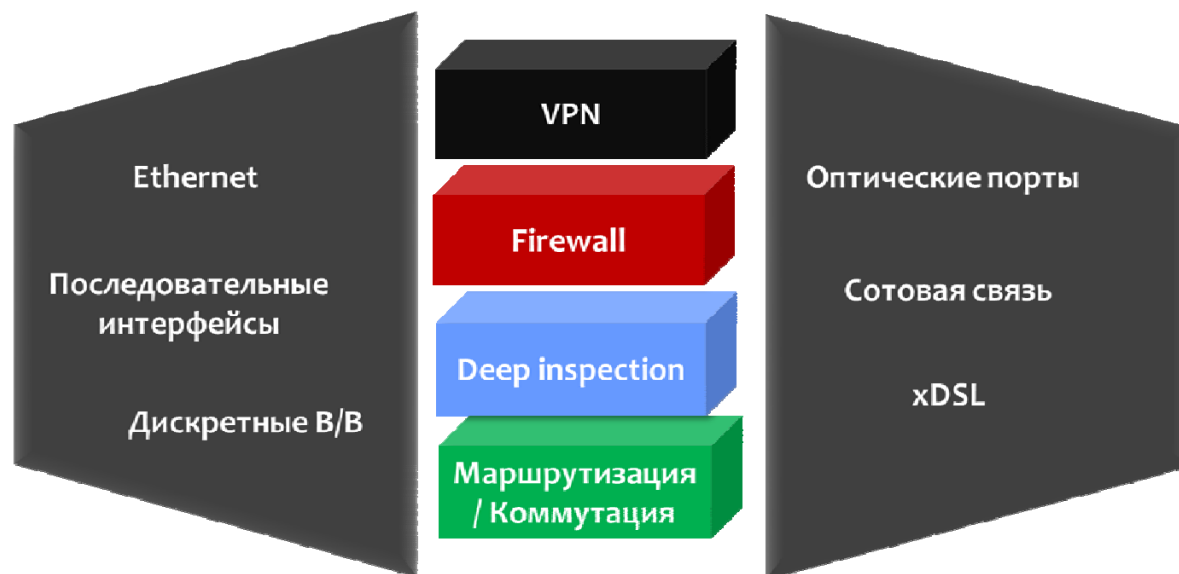 Ethernet
Последовательные
интерфейсы
Дискретные В/В
VPN
Firewall
Deep inspection
Маршрутизация
/ Коммутация
Оптические порты
Сотовая связь
xDSL